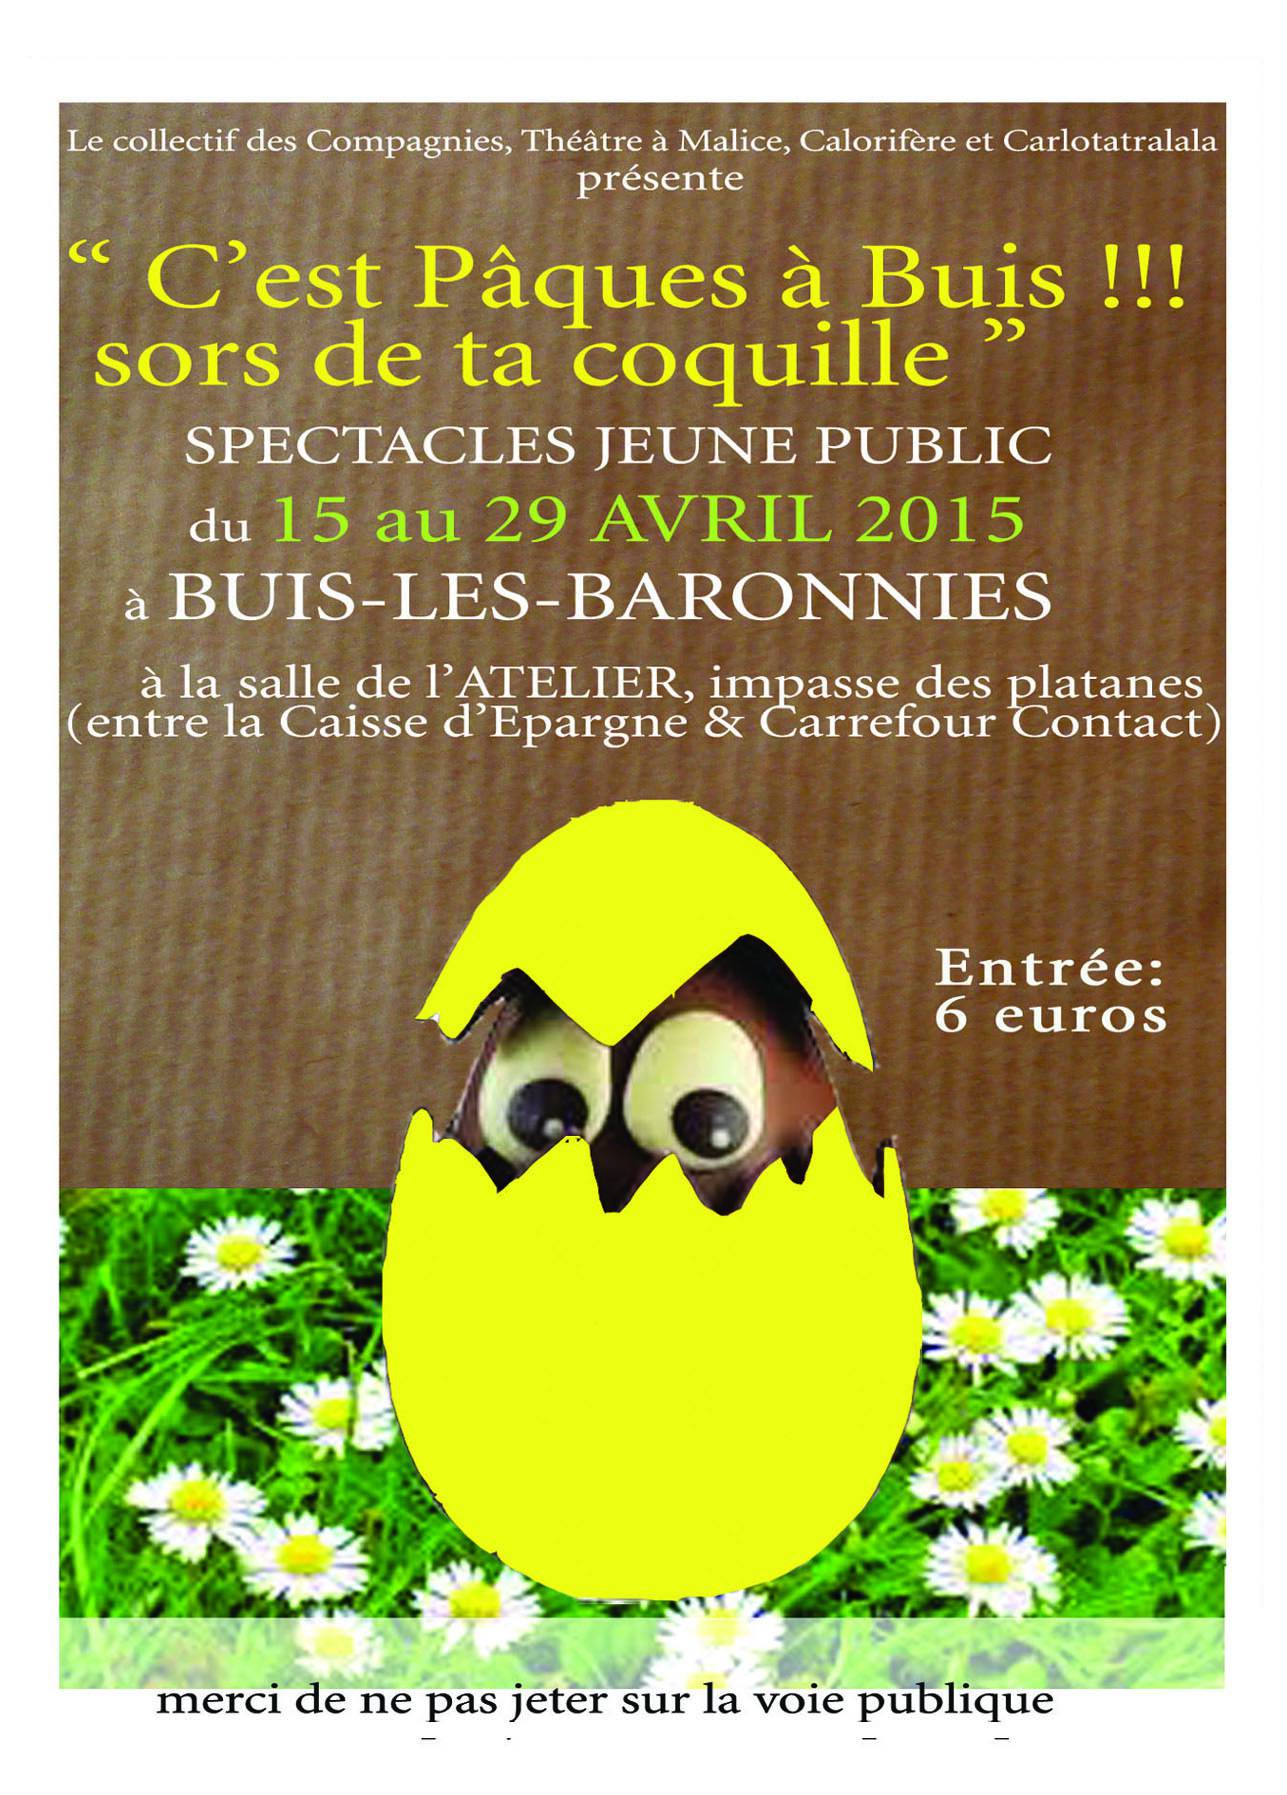 Le collectif des Compagnies, Théâtre à Malice, Calorifère et Carlotatralala
présente
“ C’est Pâques à Buis !!!
sors de ta coquille ”
SPECTACLES JEUNE PUBLIC
du 15 au 29 AVRIL 2015
à BUIS-LES-BARONNIES
à la salle de l’ATELIER, impasse des platanes
(entre la Caisse d’Epargne & Carrefour Contact)
Entrée:
6 euros
merci de ne pas jeter sur la voie publique